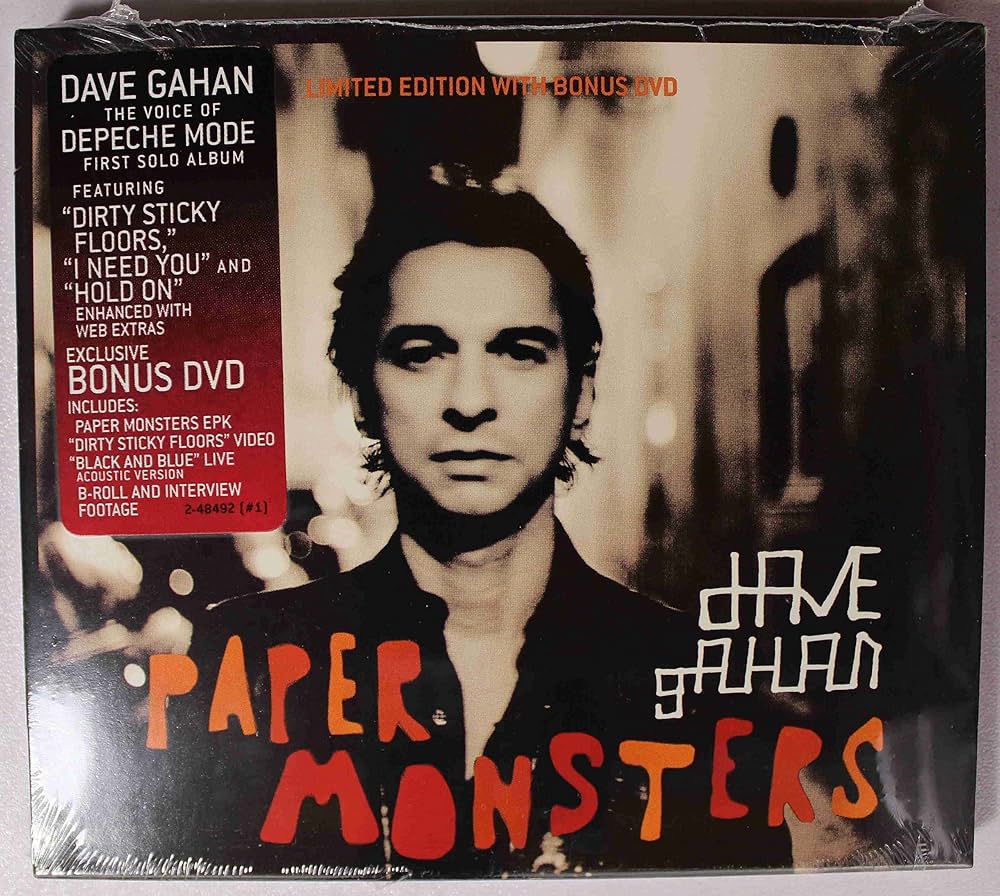 DAVE GAHAN
THE VOICE OF
DEPECHE MODE
FIRST SOLO ALBUM
FEATURING
“DIRTY STICKY
FLOORS,”
“I NEED YOU” AND
“HOLD ON”
ENHANCED WITH
WEB EXTRAS
EXCLUSIVE
BONUS DVD
INCLUDES:
PAPER MONSTERS EPK
“DIRTY STICKY FLOORS” VIDEO
“BLACK AND BLUE” LIVE
ACOUSTIC VERSION
B-ROLL AND INTERVIEW
FOOTAGE 2-48492 (#1)
LIMITED EDITION WITH BONUS DVD
dAVE
gAHAn
PAPER
MONSTERS